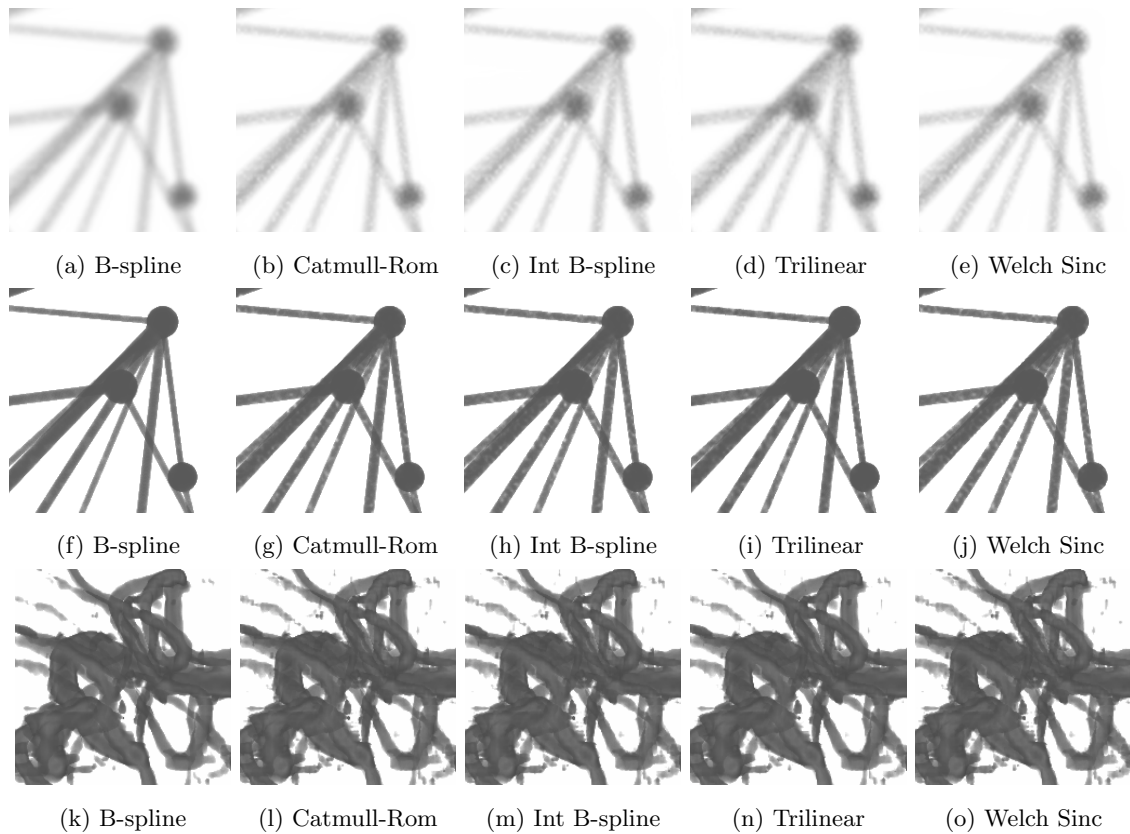 (a) B-spline (b) Catmull-Rom (c) Int B-spline (d) Trilinear (e) Welch Sinc
(f) B-spline (g) Catmull-Rom (h) Int B-spline (i) Trilinear (j) Welch Sinc
(k) B-spline (l) Catmull-Rom (m) Int B-spline (n) Trilinear (o) Welch Sinc